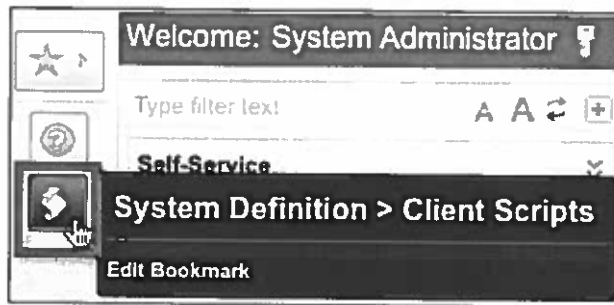 Welcome: System Administrator
Type filter text
A A
Self-Service
System Definition > Client Scripts
Edit Bookmark